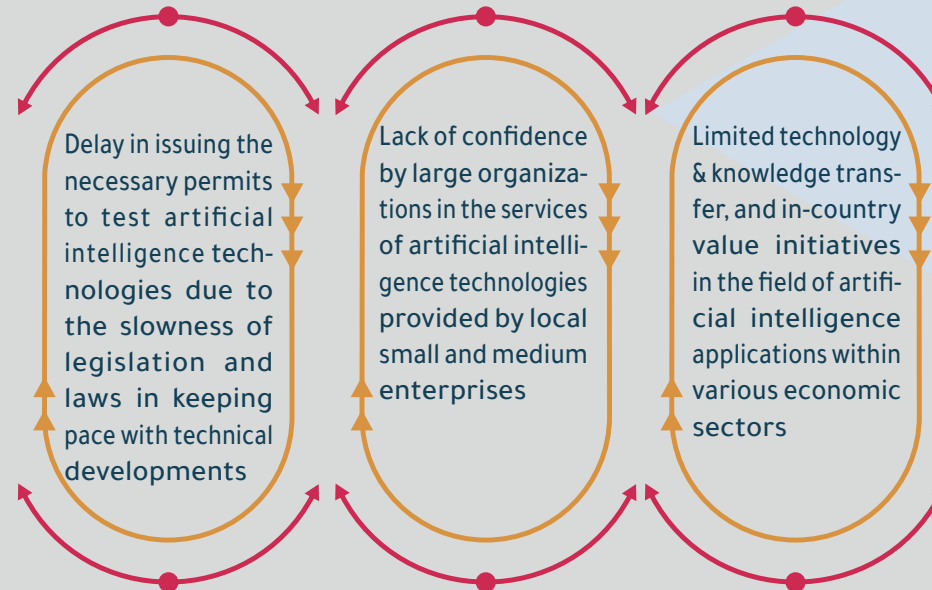 Delay in issuing the
necessary permits
to test artificial
intelligence tech-
nologies due to
the slowness of
legislation and
laws in keeping
pace with technical
developments
Lack of confidence
by large organiza-
tions in the services
of artificial intelli-
gence technologies
provided by local
small and medium
enterprises
Limited technology
& knowledge trans-
fer, and in-country
value initiatives
in the field of artifi-
cial intelligence
applications within
various economic
sectors